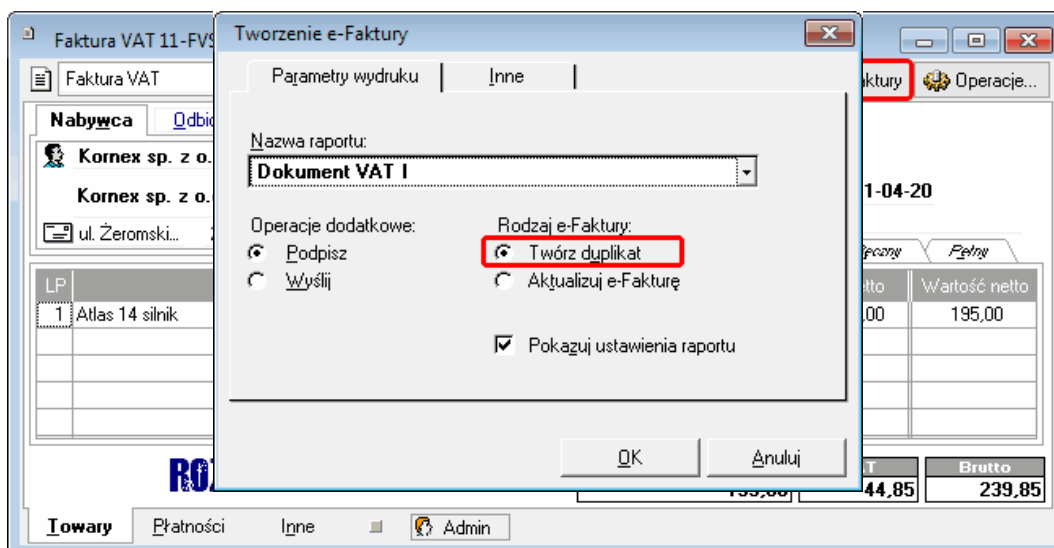 Faktura VAT 11-FVS
Tworzenie e-Faktury
Faktura VAT
Parametry wydruku
Inne
ktury
Operacje...
Nabywca
Odbio
Nazwa raportu:
Kornex sp. z o.
Dokument VAT I
Kornex sp. z o.
1-04-20
ul. Żeromski...
Operacje dodatkowe:
Rodzaj e-Faktury:
Podpisz
Twórz duplikat
Pełny
Wyślij
Aktualizuj e-Fakturę
LP
etto
Wartość netto
1 Atlas 14 silnik
,00
195,00
Pokazuj ustawienia raportu
OK
Anuluj
ROZ
T
Brutto
44,85
239,85
Towary
Płatności
Inne
Admin